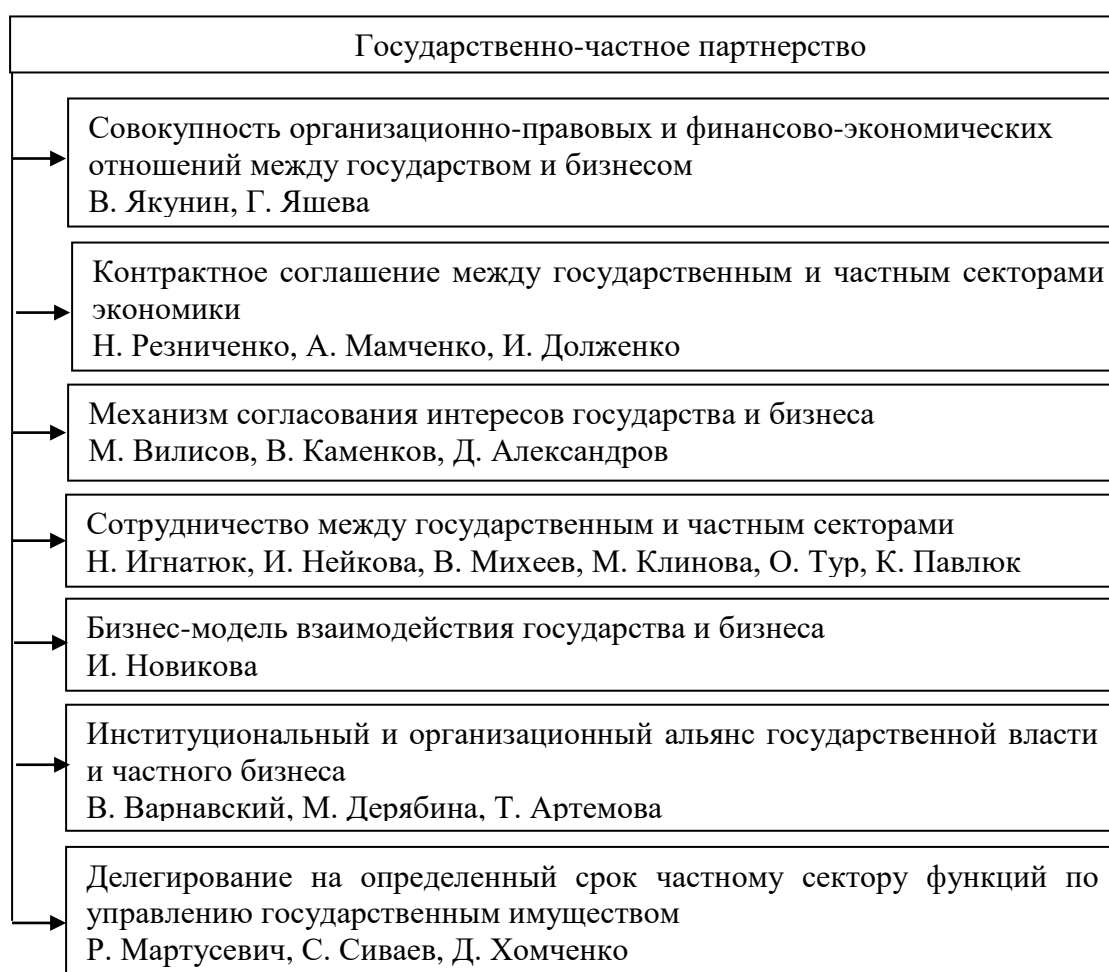 Государственно-частное партнерство
Совокупность организационно-правовых и финансово-экономических
отношений между государством и бизнесом
В. Якунин, Г. Яшева
Контрактное соглашение между государственным и частным секторами
экономики
Н. Резниченко, А. Мамченко, И. Долженко
Механизм согласования интересов государства и бизнеса
М. Вилисов, В. Каменков, Д. Александров
Сотрудничество между государственным и частным секторами
Н. Игнатюк, И. Нейкова, В. Михеев, М. Клинова, О. Тур, К. Павлюк
Бизнес-модель взаимодействия государства и бизнеса
И. Новикова
Институциональный и организационный альянс государственной власти
и частного бизнеса
В. Варнавский, М. Дерябина, Т. Артемова
Делегирование на определенный срок частному сектору функций по
управлению государственным имуществом
Р. Мартусевич, С. Сиваев, Д. Хомченко